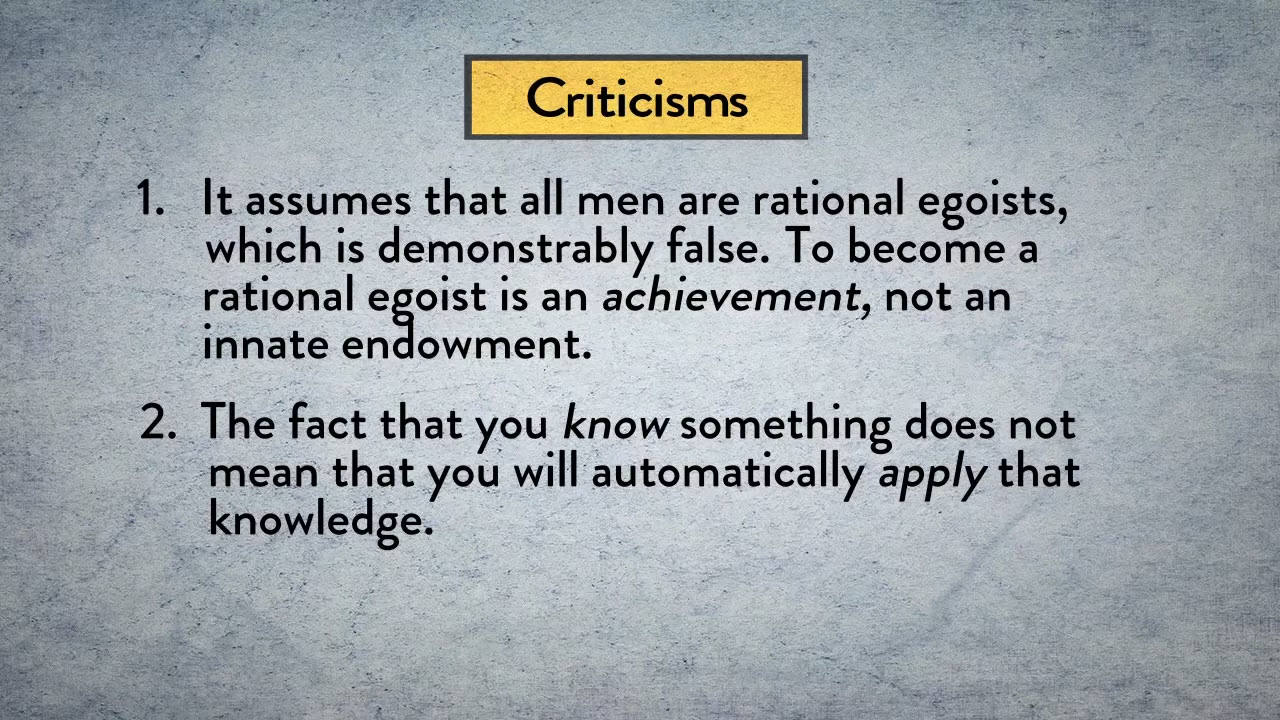 Criticisms
1. It assumes that all men are rational egoists,
which is demonstrably false. To become a
rational egoist is an achievement, not an
innate endowment.
2. The fact that you know something does not
mean that you will automatically apply that
knowledge.